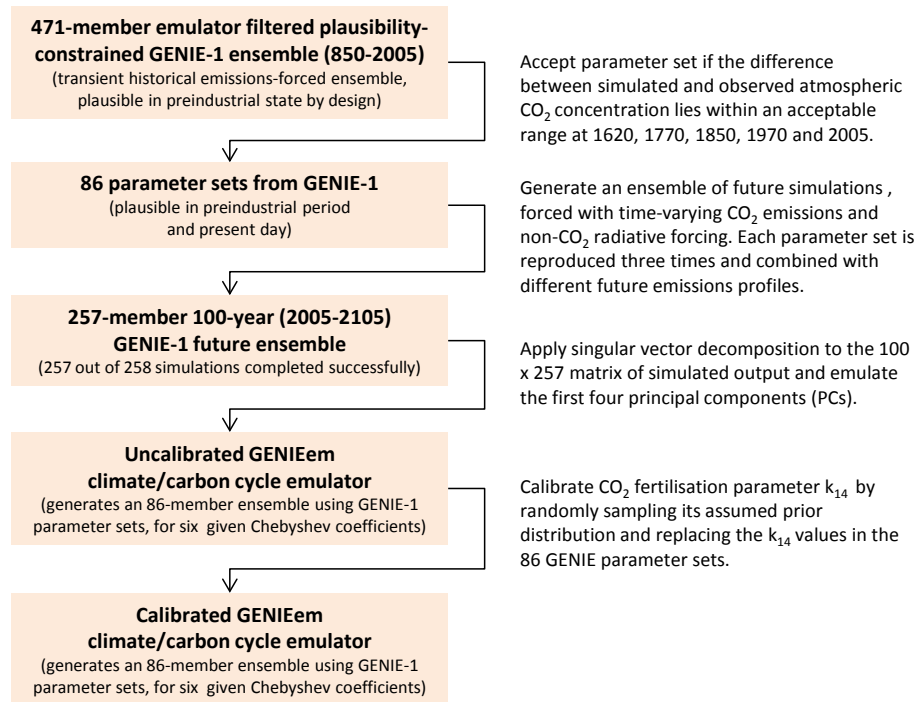 471-member emulator filtered plausibility-
constrained GENIE-1 ensemble (850-2005)
(transient historical emissions-forced ensemble,
plausible in preindustrial state by design)
Accept parameter set if the difference
between simulated and observed atmospheric
CO₂ concentration lies within an acceptable
range at 1620, 1770, 1850, 1970 and 2005.
86 parameter sets from GENIE-1
(plausible in preindustrial period
and present day)
Generate an ensemble of future simulations ,
forced with time-varying CO₂ emissions and
non-CO₂ radiative forcing. Each parameter set is
reproduced three times and combined with
different future emissions profiles.
257-member 100-year (2005-2105)
GENIE-1 future ensemble
(257 out of 258 simulations completed successfully)
Apply singular vector decomposition to the 100
x 257 matrix of simulated output and emulate
the first four principal components (PCs).
Uncalibrated GENIEem
climate/carbon cycle emulator
(generates an 86-member ensemble using GENIE-1
parameter sets, for six given Chebyshev coefficients)
Calibrate CO₂ fertilisation parameter k₁₄ by
randomly sampling its assumed prior
distribution and replacing the k₁₄ values in the
86 GENIE parameter sets.
Calibrated GENIEem
climate/carbon cycle emulator
(generates an 86-member ensemble using GENIE-1
parameter sets, for six given Chebyshev coefficients)